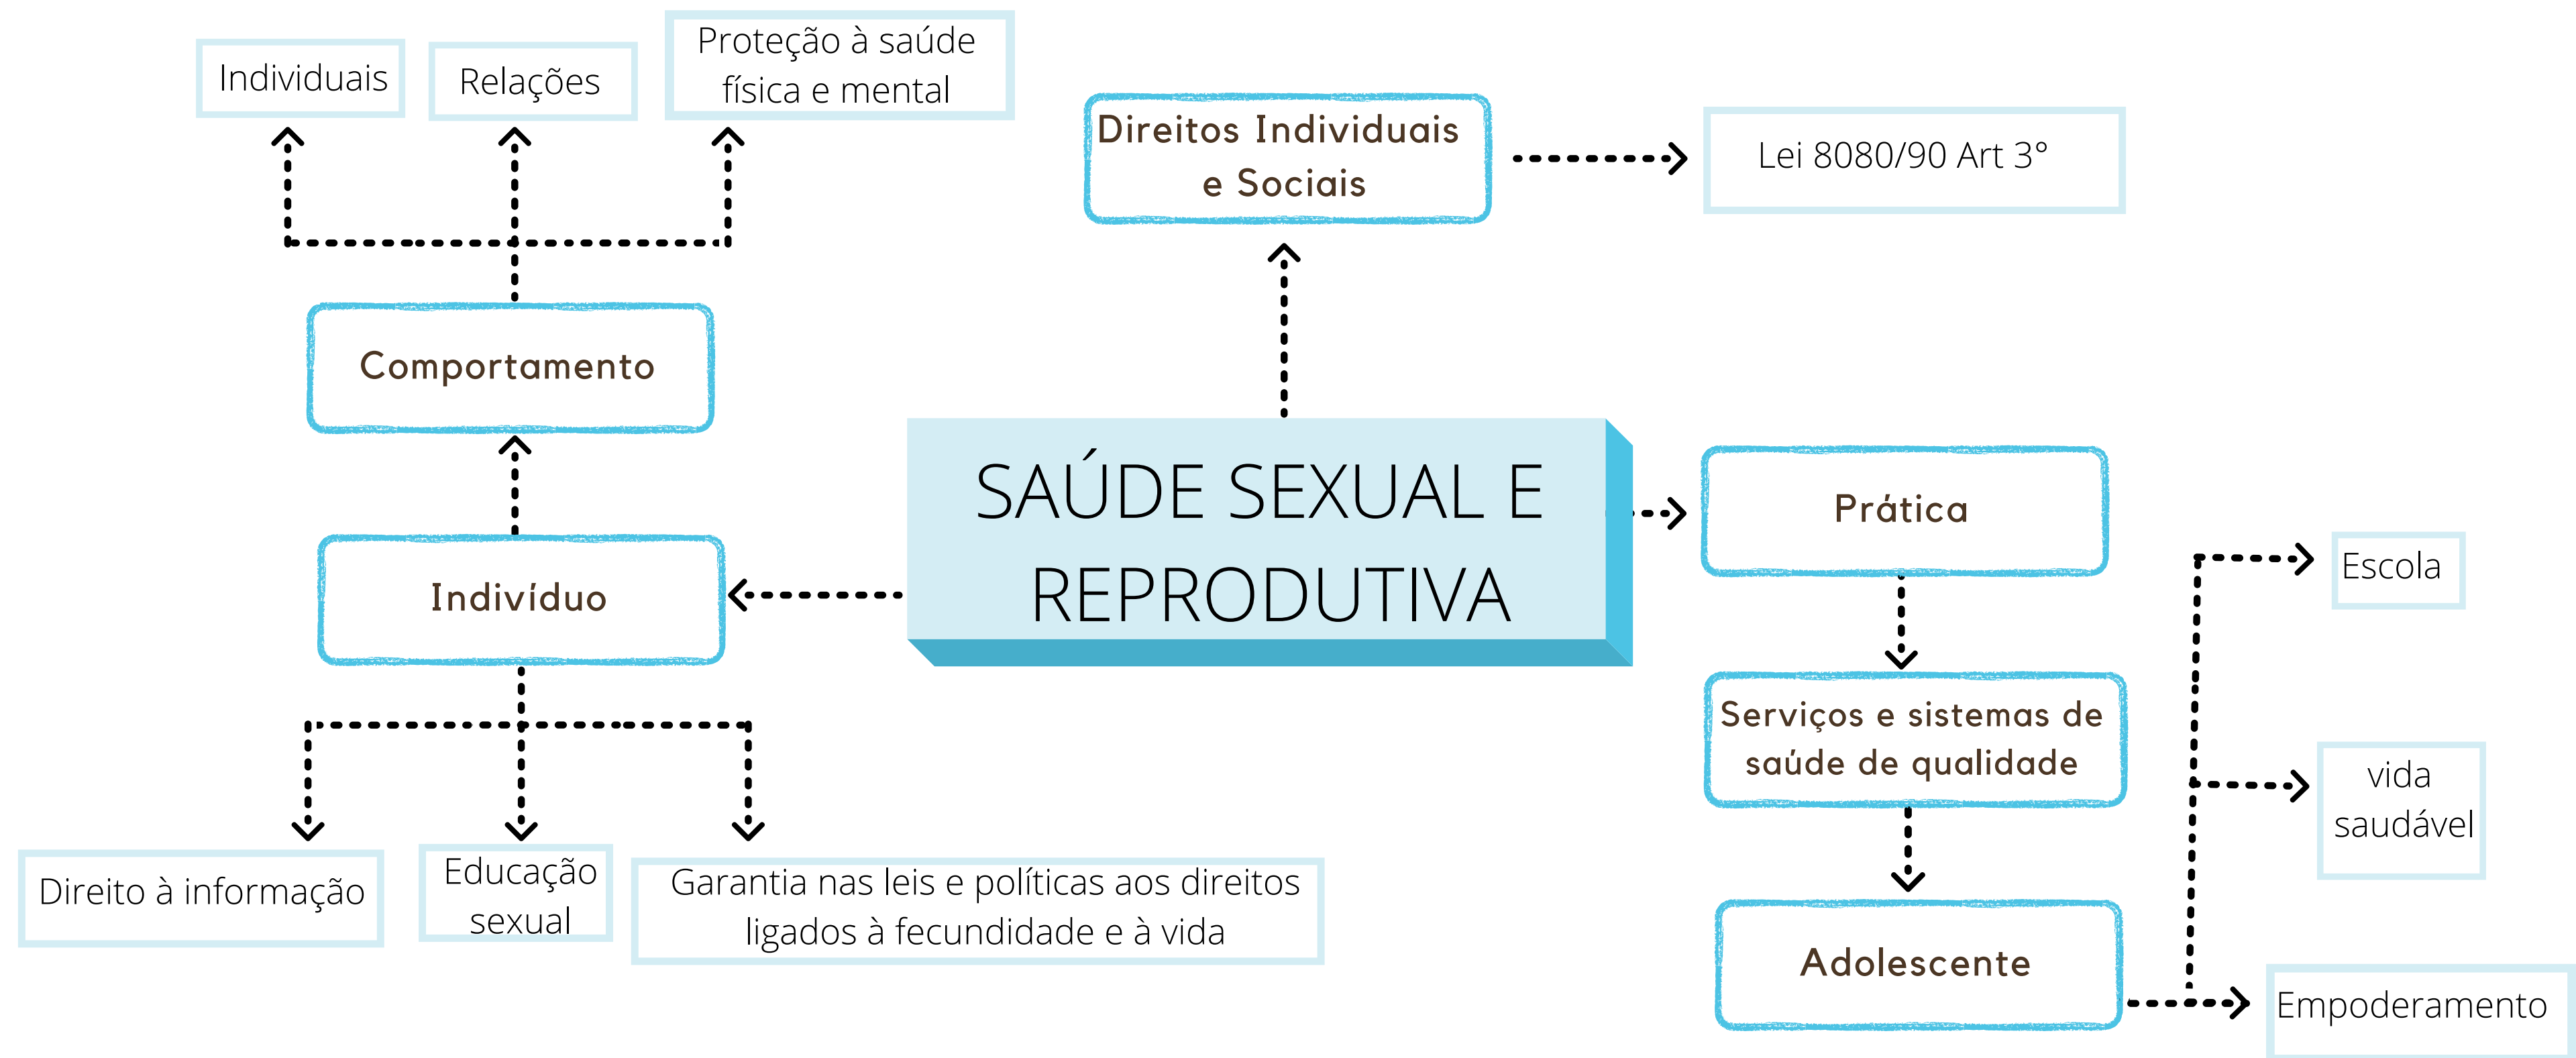 Individuais
Relações
Proteção à saúde
física e mental
Direitos Individuais
e Sociais
Lei 8080/90 Art 3°
Comportamento
SAÚDE SEXUAL E
REPRODUTIVA
Prática
Indivíduo
Escola
Serviços e sistemas de
saúde de qualidade
vida
saudável
Direito à informação
Educação
sexual
Garantia nas leis e políticas aos direitos
ligados à fecundidade e à vida
Adolescente
Empoderamento